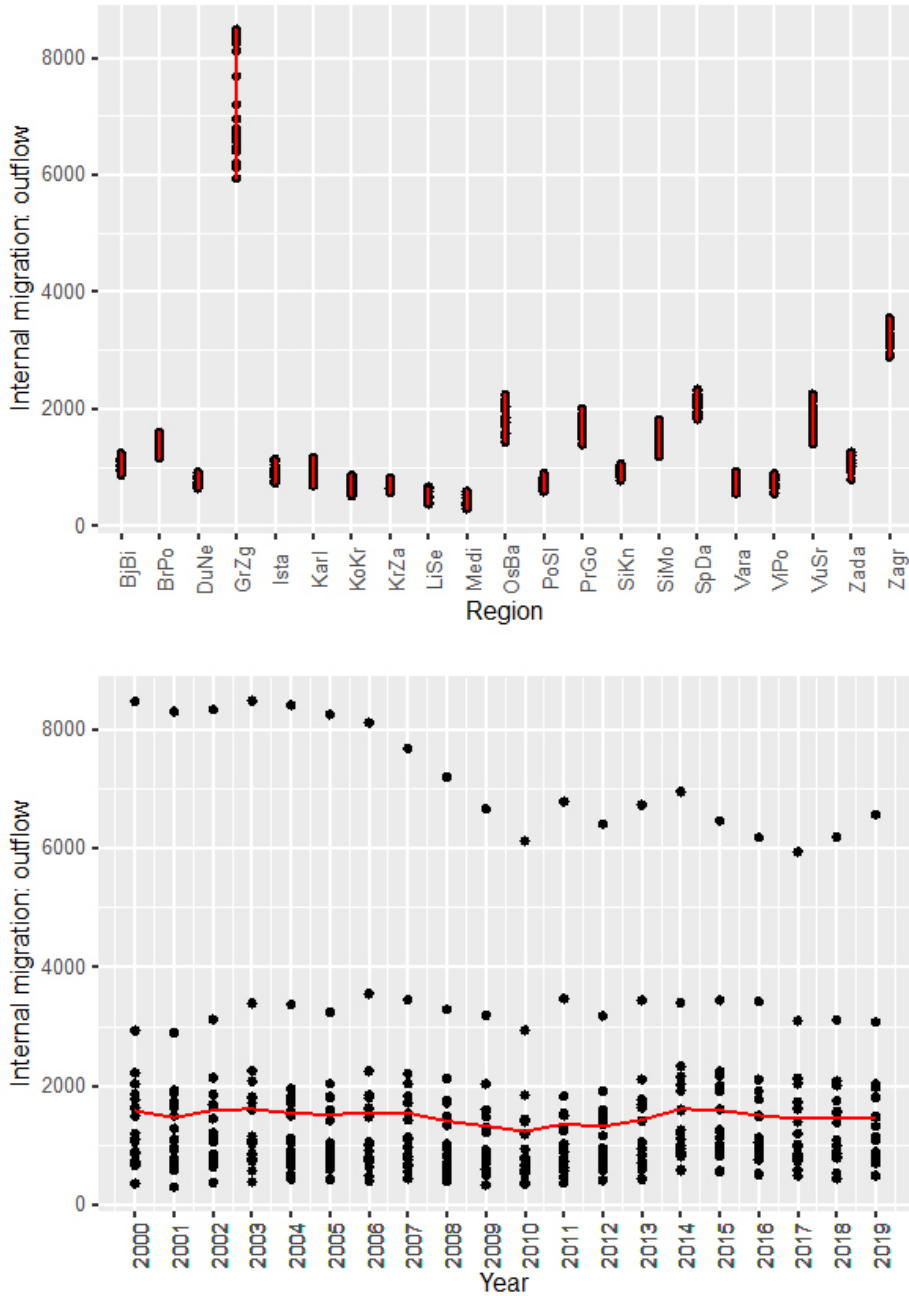 Internal migration: outflow
8000
6000
4000
2000
0
BjBi
BrPo
DuNe
GrZg
Ista
Karl
KoKr
KrZa
LiSe
Medi
OsBa
PoSl
PrGo
SiKn
SiMo
SpDa
Vara
ViPo
VuSr
Zada
Zagr
Region
Internal migration: outflow
8000
6000
4000
2000
0
2000
2001
2002
2003
2004
2005
2006
2007
2008
2009
2010
2011
2012
2013
2014
2015
2016
2017
2018
2019
Year